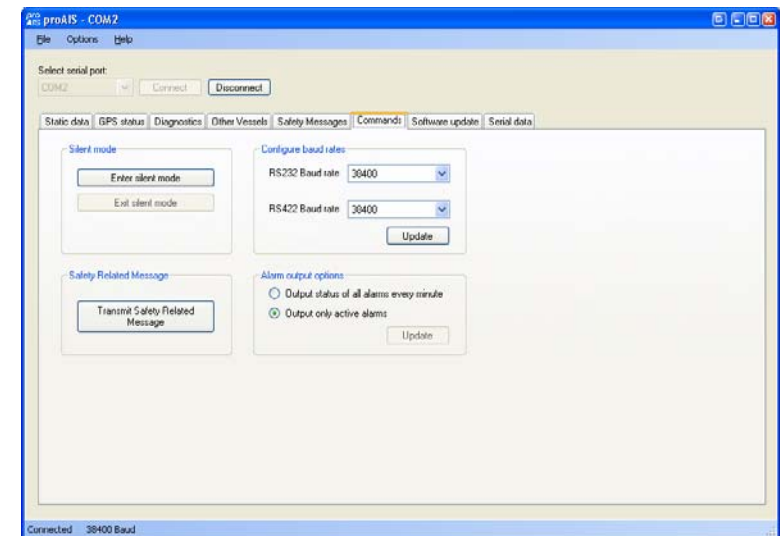 proAIS - COM2
File Options Help
Select serial port:
COM2 Connect Disconnect
Static data GPS status Diagnostics Other Vessels Safety Messages Commands Software update Serial data
Silent mode
Enter silent mode
Exit silent mode
Configure baud rates
RS232 Baud rate 38400
RS422 Baud rate 38400
Update
Safety Related Message
Transmit Safety Related
Message
Alarm output options
Output status of all alarms every minute
Output only active alarms
Update
Connected 38400 Baud